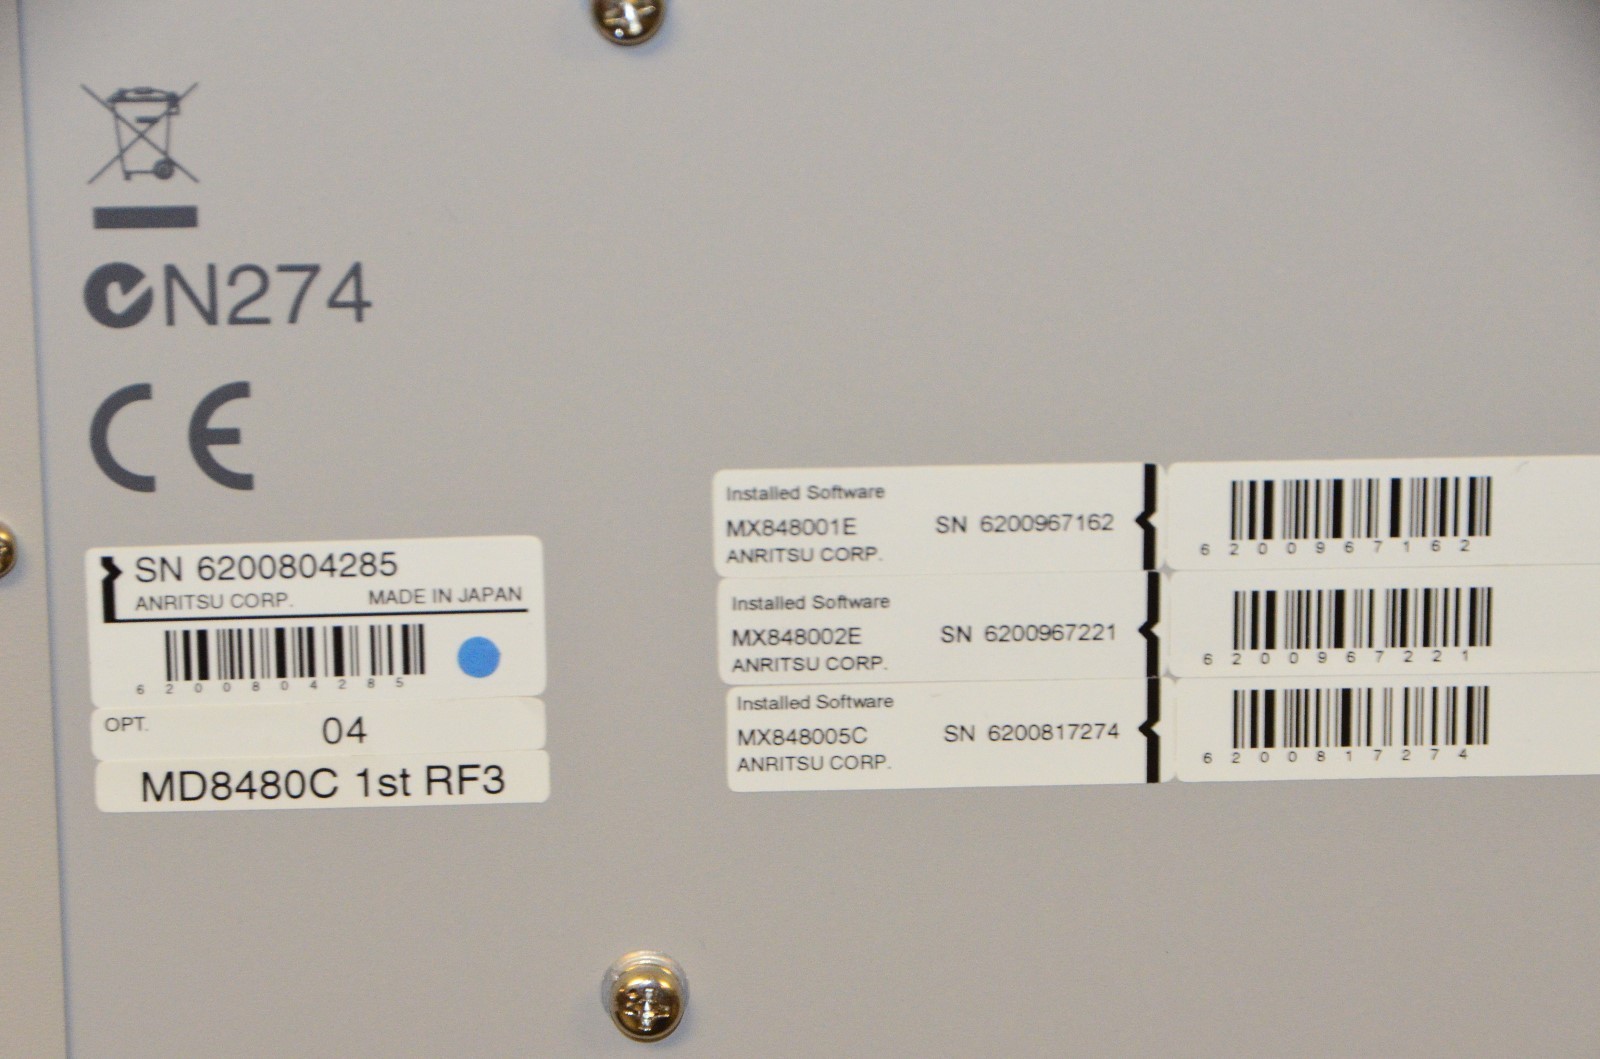 N274
CE
SN 6200804285
ANRITSU CORP. MADE IN JAPAN
6200804285
OPT. 04
MD8480C 1st RF3
Installed Software
MX848001E SN 6200967162
ANRITSU CORP.
6200967162
Installed Software
MX848002E SN 6200967221
ANRITSU CORP.
6200967221
Installed Software
MX848005C SN 6200817274
ANRITSU CORP.
6200817274